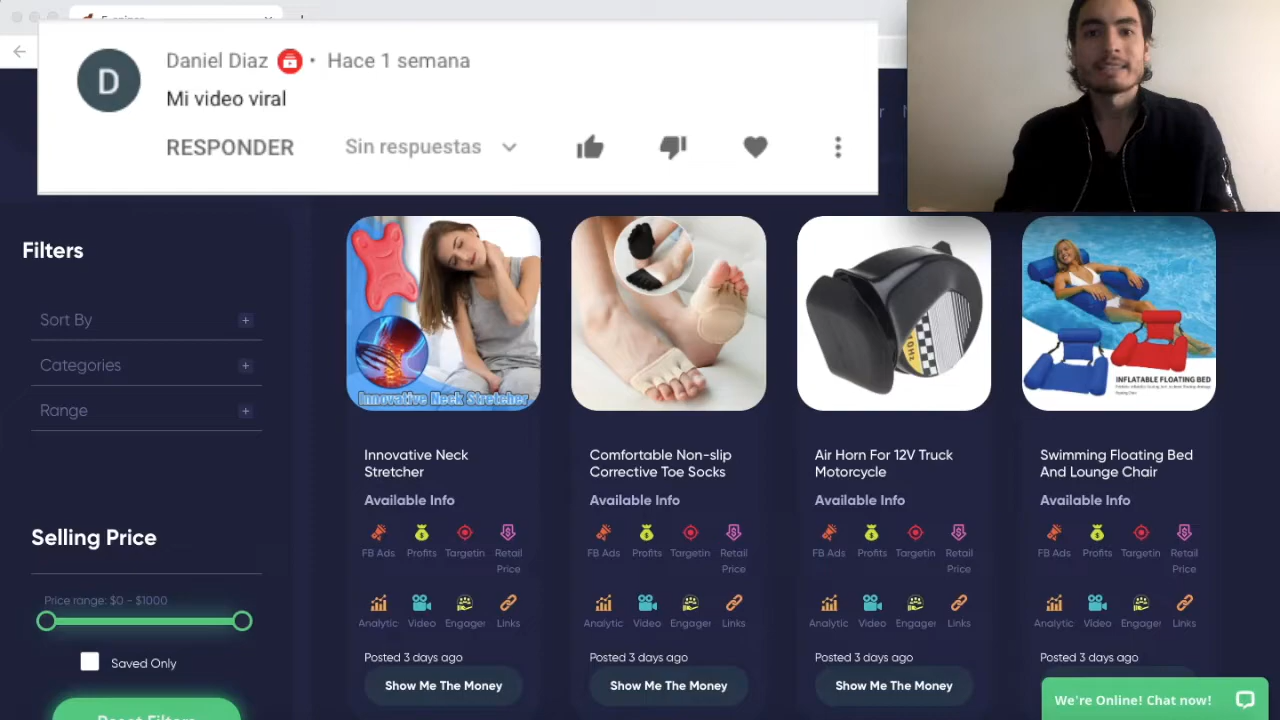 D
Daniel Diaz • Hace 1 semana
Mi video viral
RESPONDER Sin respuestas
Filters
Sort By +
Categories +
Range +
Selling Price
Price range: $0 - $1000
Saved Only
Reset Filters
Innovative Neck Stretcher
Innovative Neck
Stretcher
Available Info
FB Ads Profits Targetin Retail
Price
Analytic Video Engager Links
Posted 3 days ago
Show Me The Money
Comfortable Non-slip
Corrective Toe Socks
Available Info
FB Ads Profits Targetin Retail
Price
Analytic Video Engager Links
Posted 3 days ago
Show Me The Money
Air Horn For 12V Truck
Motorcycle
Available Info
FB Ads Profits Targetin Retail
Price
Analytic Video Engager Links
Posted 3 days ago
Show Me The Money
INFLATABLE FLOATING BED
Swimming Floating Bed
And Lounge Chair
Available Info
FB Ads Profits Targetin Retail
Price
Analytic Video Engager Links
Posted 3 days ago
We're Online! Chat now!